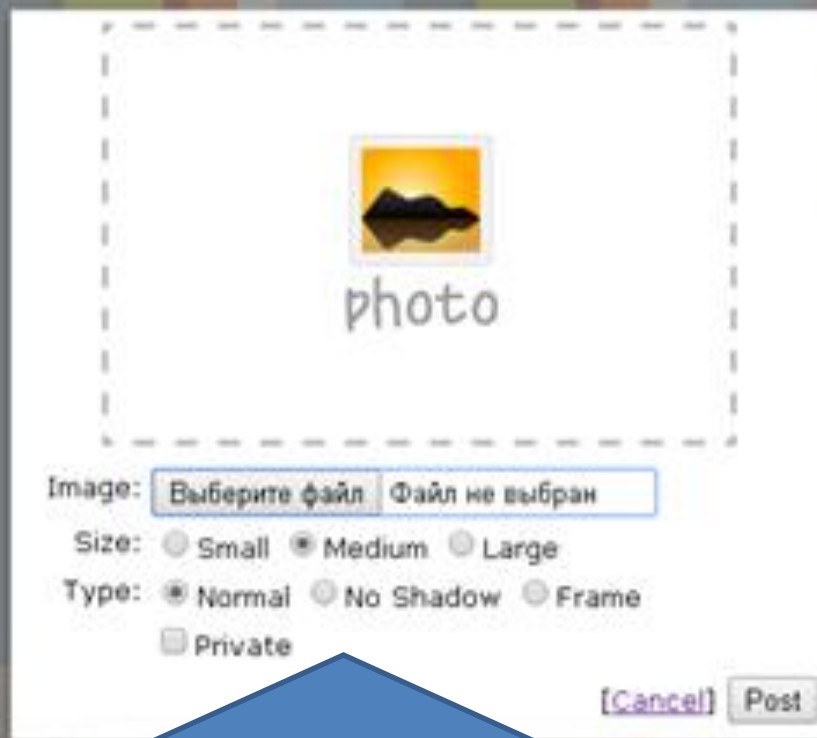 photo
Image: Выберите файл Файл не выбран
Size: Small Medium Large
Type: Normal No Shadow Frame
Private
[Cancel] Post